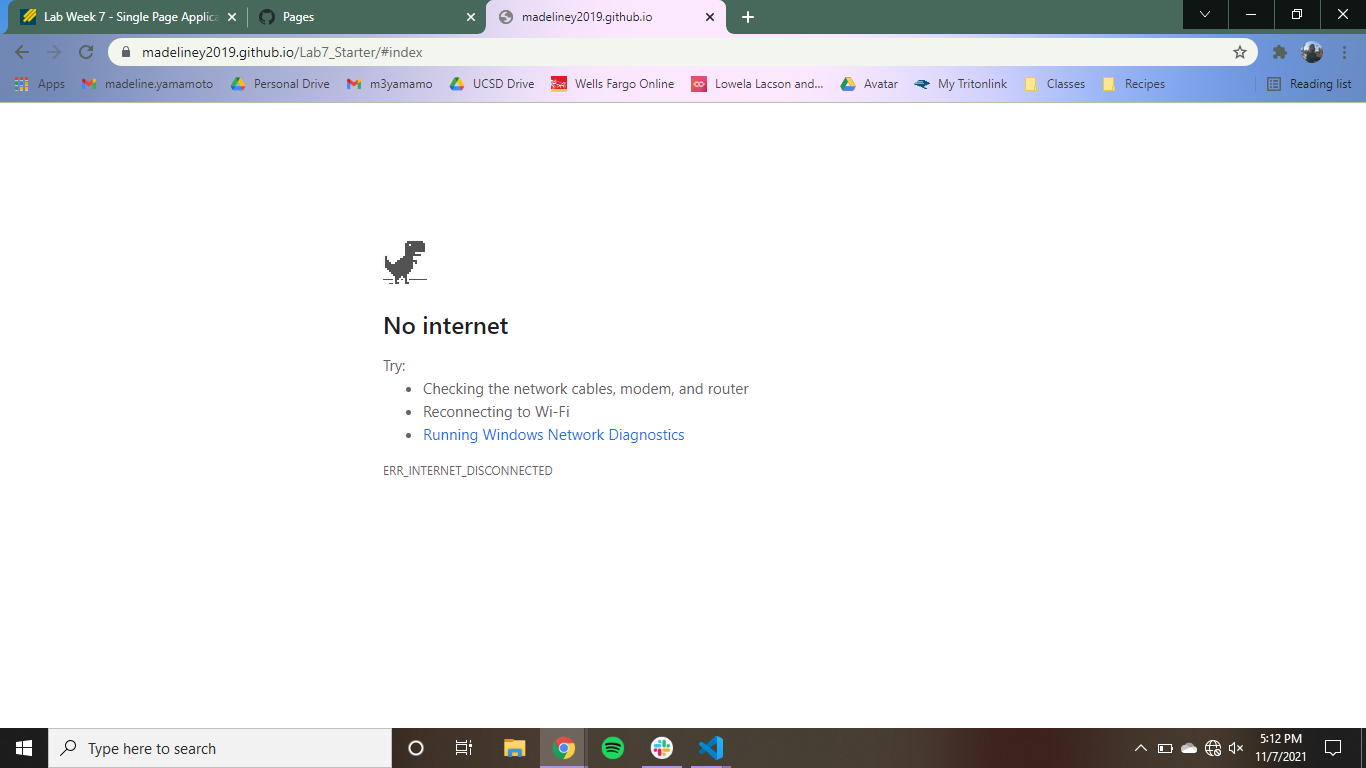 Lab Week 7 - Single Page Applica
Pages
madeliney2019.github.io
madeliney2019.github.io/Lab7_Starter/#index
Apps
madeline.yamamoto
Personal Drive
m3yamamo
UCSD Drive
Wells Fargo Online
Lowela Lacson and...
Avatar
My Tritonlink
Classes
Recipes
Reading list
No internet
Try:
• Checking the network cables, modem, and router
• Reconnecting to Wi-Fi
• Running Windows Network Diagnostics
ERR_INTERNET_DISCONNECTED
Type here to search
5:12 PM
11/7/2021